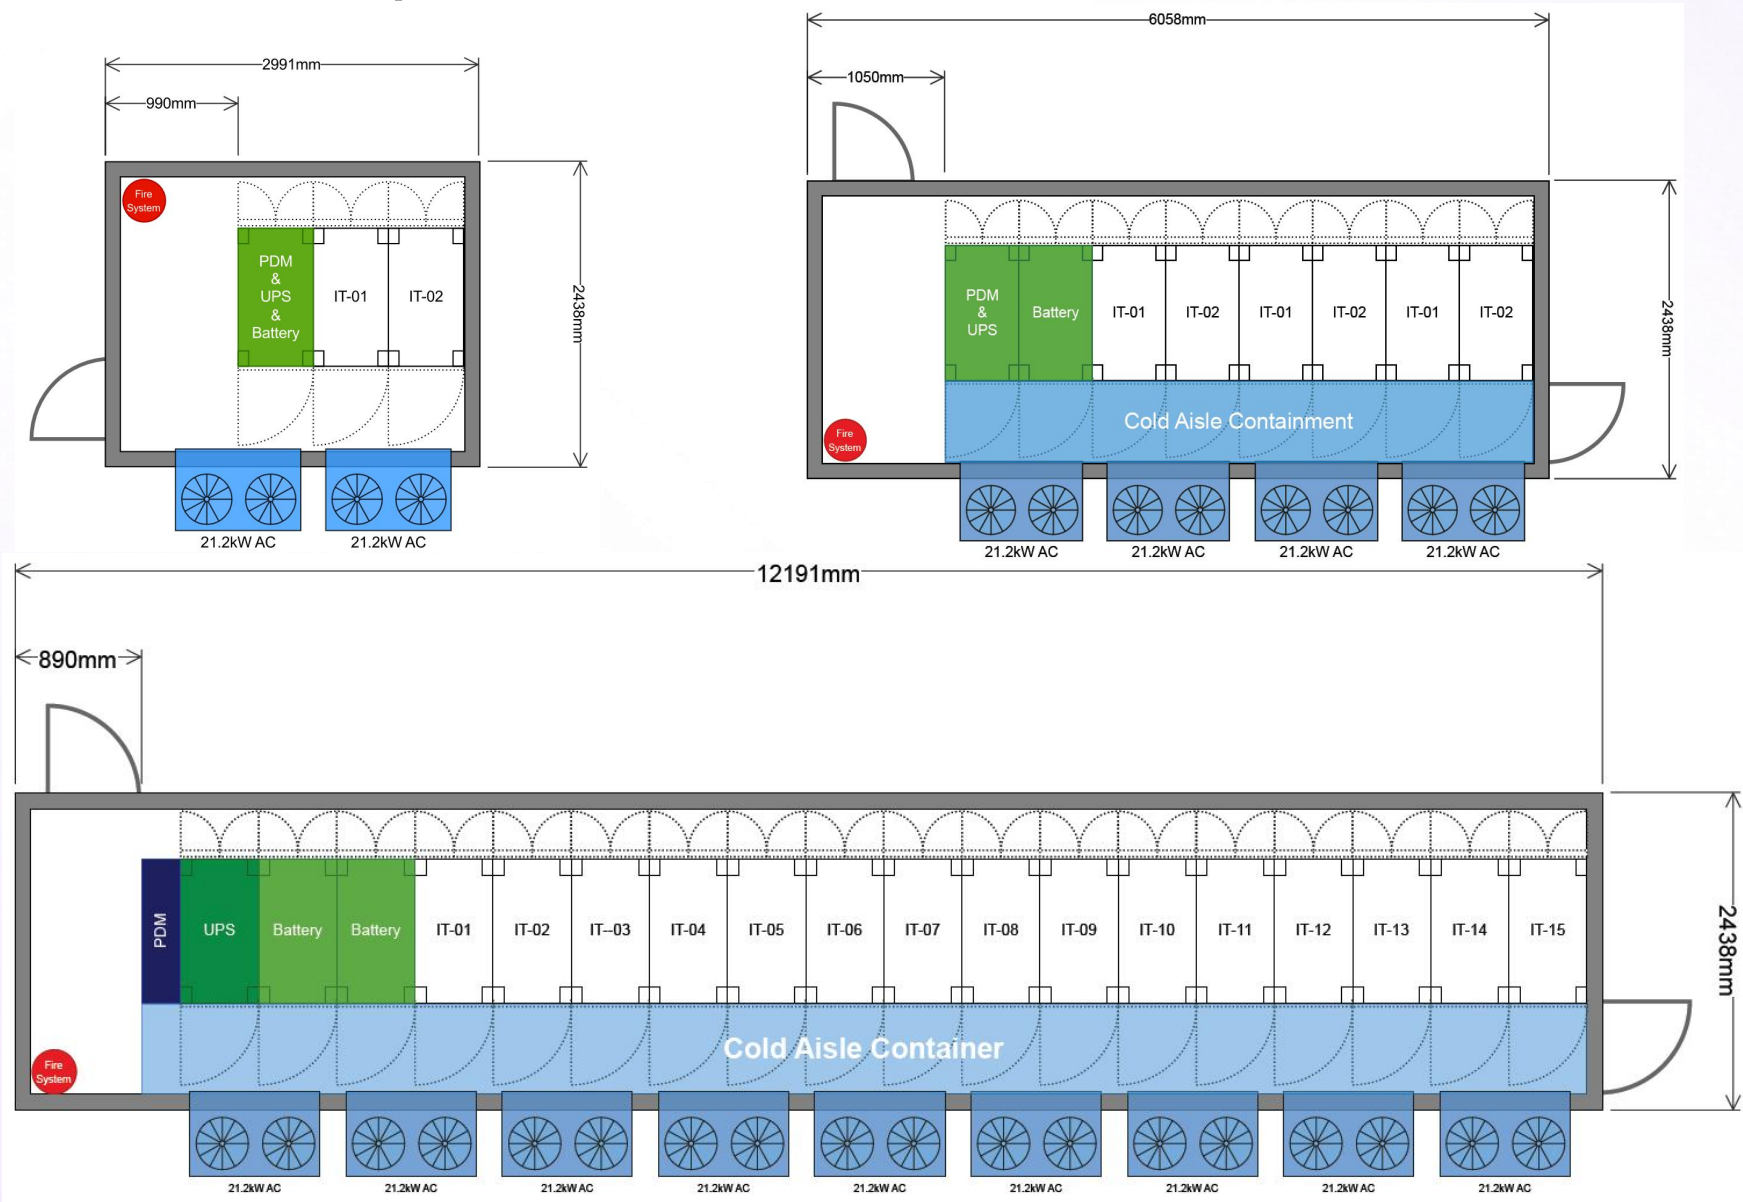 2991mm
990mm
Fire
System
PDM
&
UPS
&
Battery
IT-01
IT-02
2438mm
21.2kW AC
21.2kW AC
6058mm
1050mm
PDM
&
UPS
Battery
IT-01
IT-02
IT-01
IT-02
IT-01
IT-02
2438mm
Cold Aisle Containment
Fire
System
21.2kW AC
21.2kW AC
21.2kW AC
21.2kW AC
12191mm
890mm
PDM
UPS
Battery
Battery
IT-01
IT-02
IT--03
IT-04
IT-05
IT-06
IT-07
IT-08
IT-09
IT-10
IT-11
IT-12
IT-13
IT-14
IT-15
2438mm
Cold Aisle Container
Fire
System
21.2kW AC
21.2kW AC
21.2kW AC
21.2kW AC
21.2kW AC
21.2kW AC
21.2kW AC
21.2kW AC
21.2kW AC